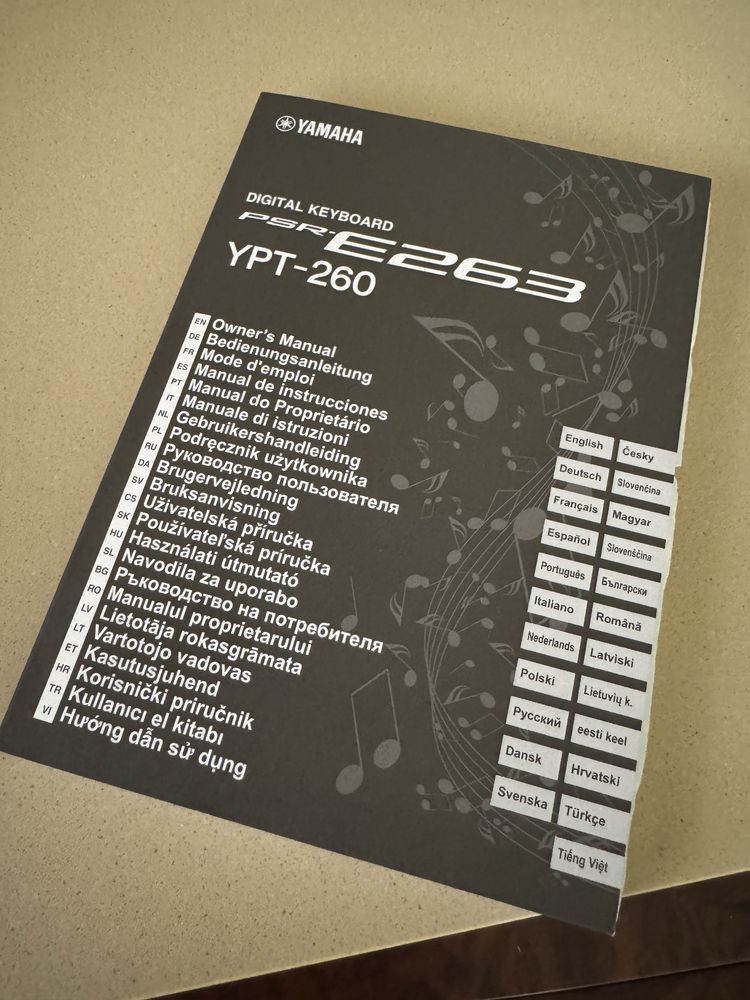 YAMAHA
DIGITAL KEYBOARD
PSR-E263
YPT-260
EN Owner's Manual
DE Bedienungsanleitung
FR Mode d'emploi
ES Manual de instrucciones
PT Manual do Proprietário
IT Manuale di istruzioni
NL Gebruikershandleiding
PL Podręcznik użytkownika
RU Руководство пользователя
DA Brugervejledning
SV Bruksanvisning
CS Uživatelská příručka
SK Používateľská príručka
HU Használati útmutató
SL Navodila za uporabo
BG Ръководство на потребителя
RO Manualul proprietarului
LV Lietotāja rokasgrāmata
LT Vartotojo vadovas
ET Kasutusjuhend
HR Korisnički priručnik
TR Kullanıcı el kitabı
VI Hướng dẫn sử dụng
English Česky
Deutsch Slovenčina
Français Magyar
Español Slovenščina
Português Български
Italiano Română
Nederlands Latviski
Polski Lietuvių k.
Русский eesti keel
Dansk Hrvatski
Svenska Türkçe
Tiếng Việt